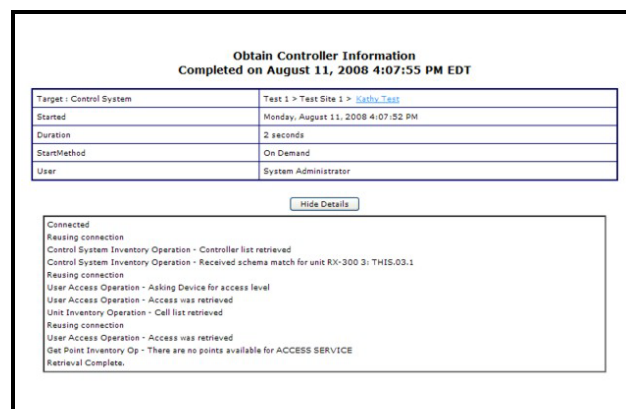 Obtain Controller Information
Completed on August 11, 2008 4:07:55 PM EDT
Target : Control System Test 1 > Test Site 1 > Kathy Test
Started Monday, August 11, 2008 4:07:52 PM
Duration 2 seconds
StartMethod On Demand
User System Administrator
Hide Details
Connected
Reusing connection
Control System Inventory Operation - Controller list retrieved
Control System Inventory Operation - Received schema match for unit RX-300 3: THIS.03.1
Reusing connection
User Access Operation - Asking Device for access level
User Access Operation - Access was retrieved
Unit Inventory Operation - Cell list retrieved
Reusing connection
User Access Operation - Access was retrieved
Get Point Inventory Op - There are no points available for ACCESS SERVICE
Retrieval Complete.